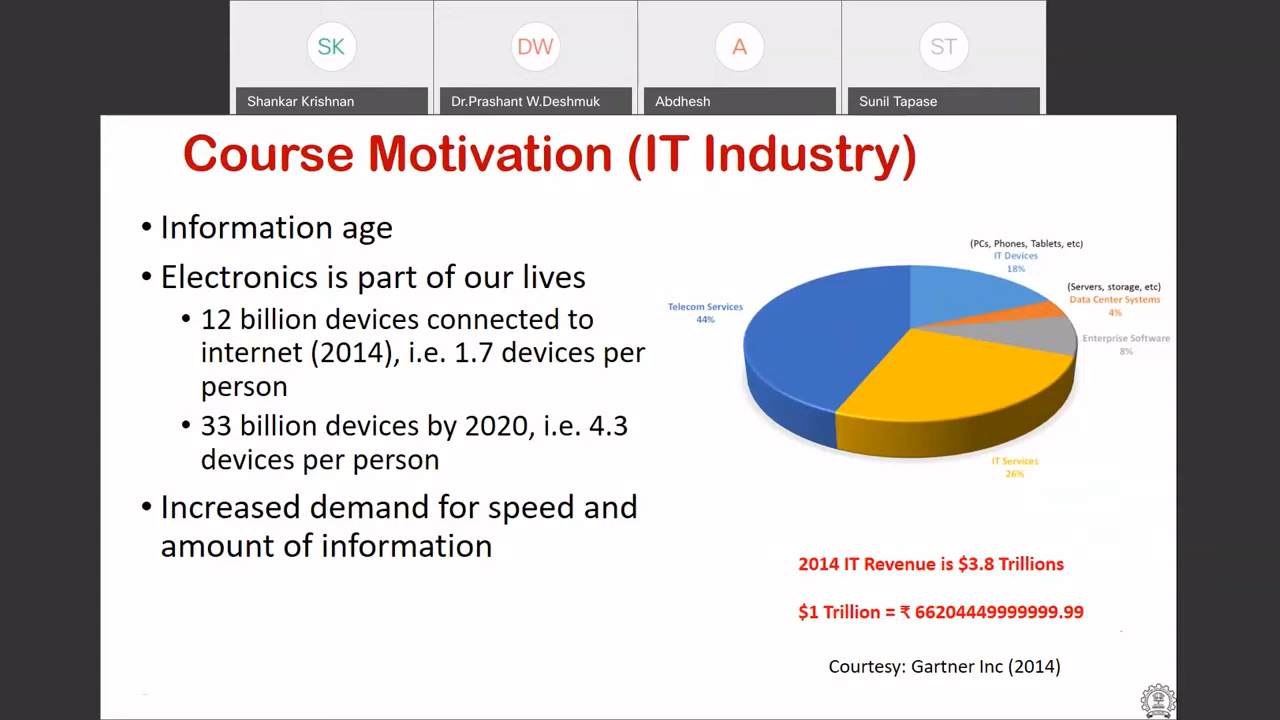 SK
DW
A
ST
Shankar Krishnan
Dr.Prashant W.Deshmuk
Abdhesh
Sunil Tapase
Course Motivation (IT Industry)
• Information age
• Electronics is part of our lives
• 12 billion devices connected to
internet (2014), i.e. 1.7 devices per
person
• 33 billion devices by 2020, i.e. 4.3
devices per person
• Increased demand for speed and
amount of information
(PCs, Phones, Tablets, etc)
IT Devices
18%
(Servers, storage, etc)
Data Center Systems
4%
Enterprise Software
8%
Telecom Services
44%
IT Services
26%
2014 IT Revenue is $3.8 Trillions
$1 Trillion = ₹ 66204449999999.99
Courtesy: Gartner Inc (2014)